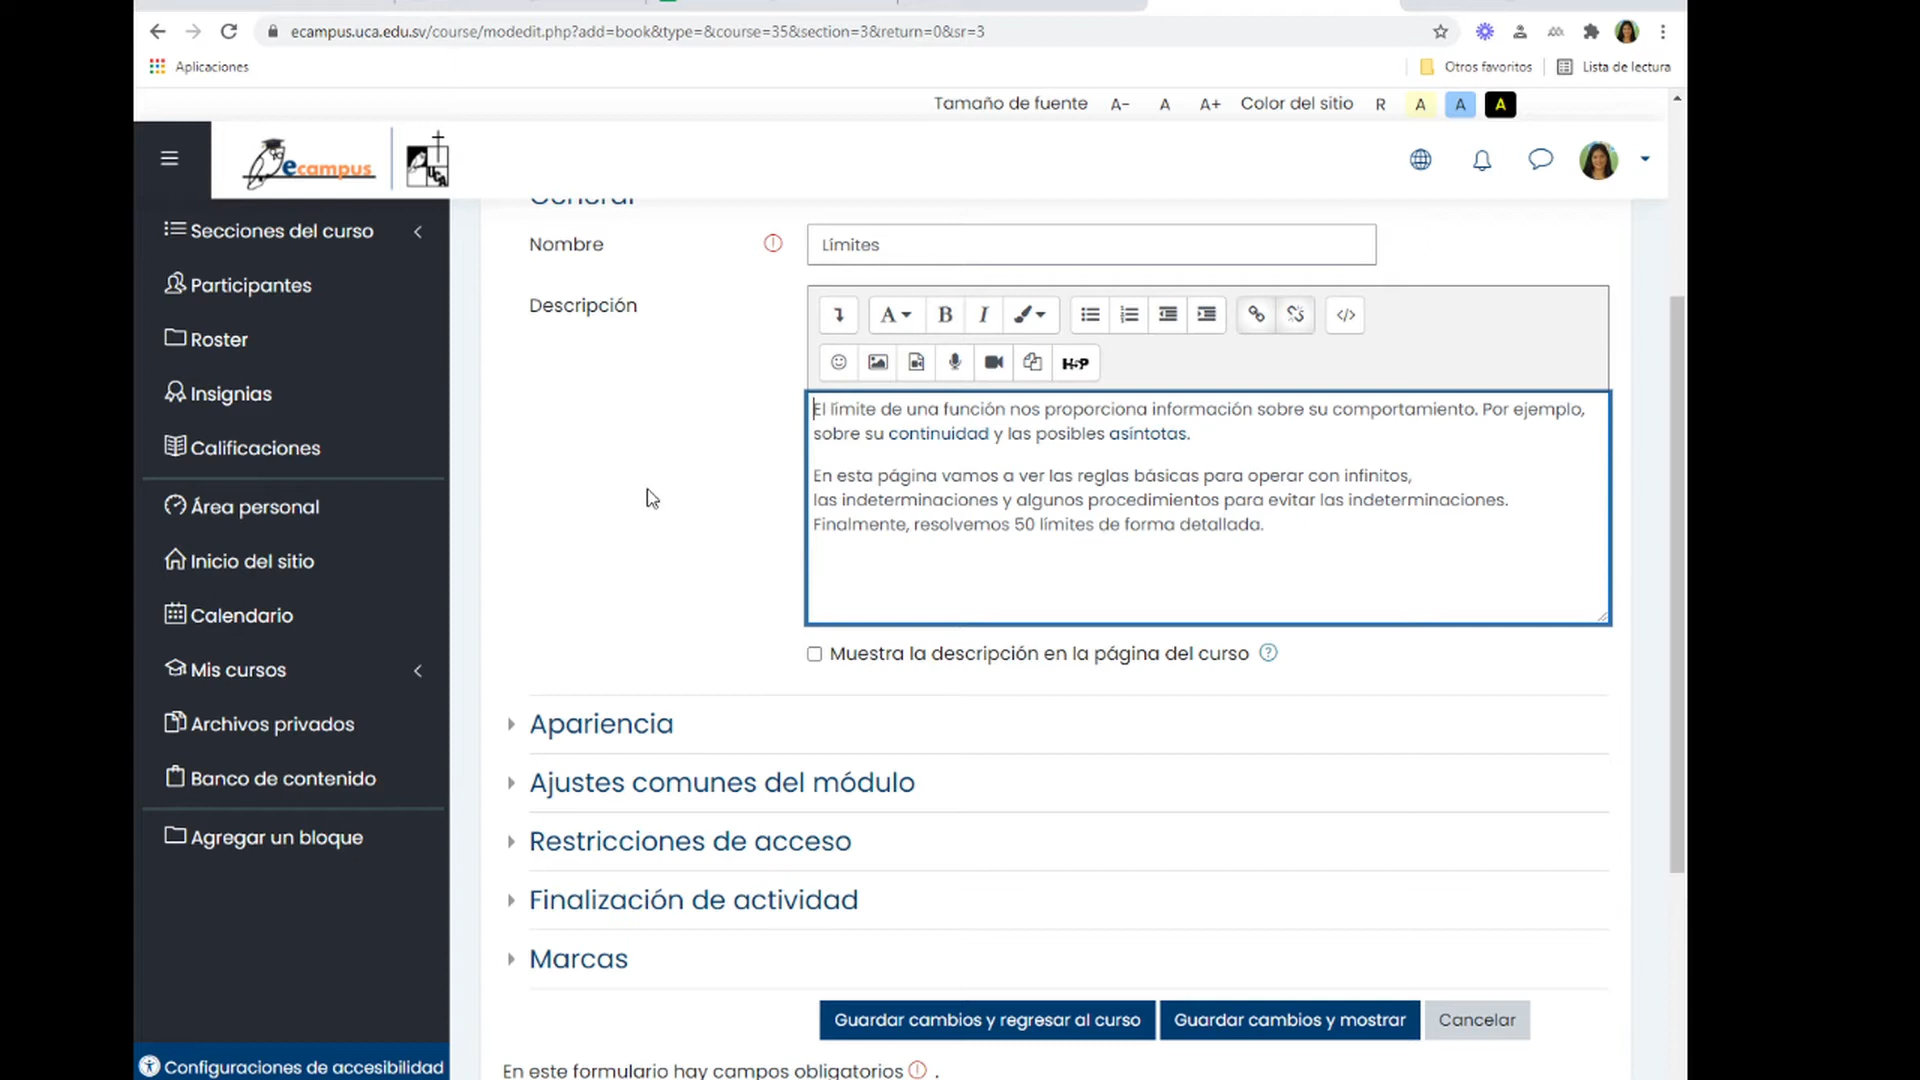 ecampus.uca.edu.sv/course/modedit.php?add=book&type=&course=35&section=3&return=0&sr=3
Aplicaciones
Otros favoritos
Lista de lectura
Tamaño de fuente A- A A+ Color del sitio R A A A
ecampus
UCA
Secciones del curso
Participantes
Roster
Insignias
Calificaciones
Área personal
Inicio del sitio
Calendario
Mis cursos
Archivos privados
Banco de contenido
Agregar un bloque
Configuraciones de accesibilidad
General
Nombre
Límites
Descripción
A B I
H-P
El límite de una función nos proporciona información sobre su comportamiento. Por ejemplo,
sobre su continuidad y las posibles asíntotas.
En esta página vamos a ver las reglas básicas para operar con infinitos,
las indeterminaciones y algunos procedimientos para evitar las indeterminaciones.
Finalmente, resolvemos 50 límites de forma detallada.
Muestra la descripción en la página del curso
Apariencia
Ajustes comunes del módulo
Restricciones de acceso
Finalización de actividad
Marcas
Guardar cambios y regresar al curso
Guardar cambios y mostrar
Cancelar
En este formulario hay campos obligatorios .